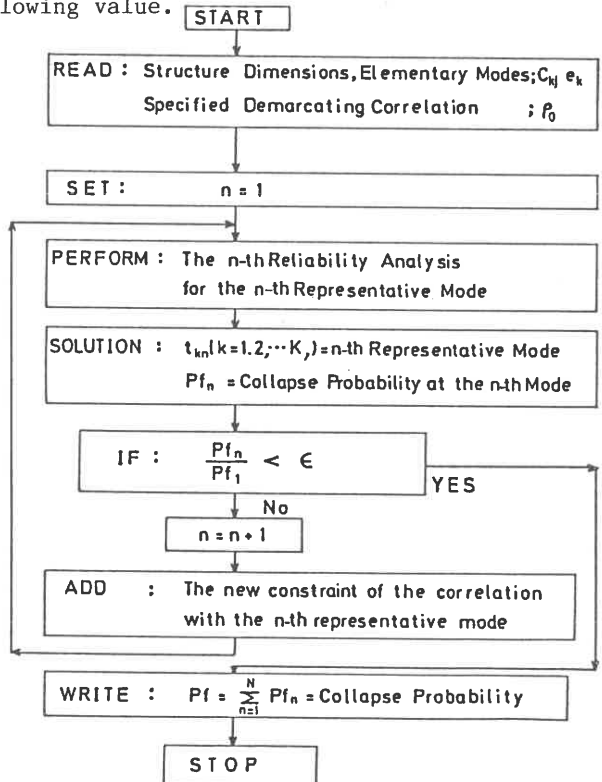 lowing value.
START
READ : Structure Dimensions, Elementary Modes; Ckj ek
Specified Demarcating Correlation ; ρ0
SET : n = 1
PERFORM : The n-th Reliability Analysis
for the n-th Representative Mode
SOLUTION : tkn(k=1.2,···K,)=n-th Representative Mode
Pfn = Collapse Probability at the n-th Mode
IF : Pfn / Pf1 < ϵ
YES
No
n = n + 1
ADD : The new constraint of the correlation
with the n-th representative mode
WRITE : Pf = N Σ n=1 Pfn = Collapse Probability
STOP